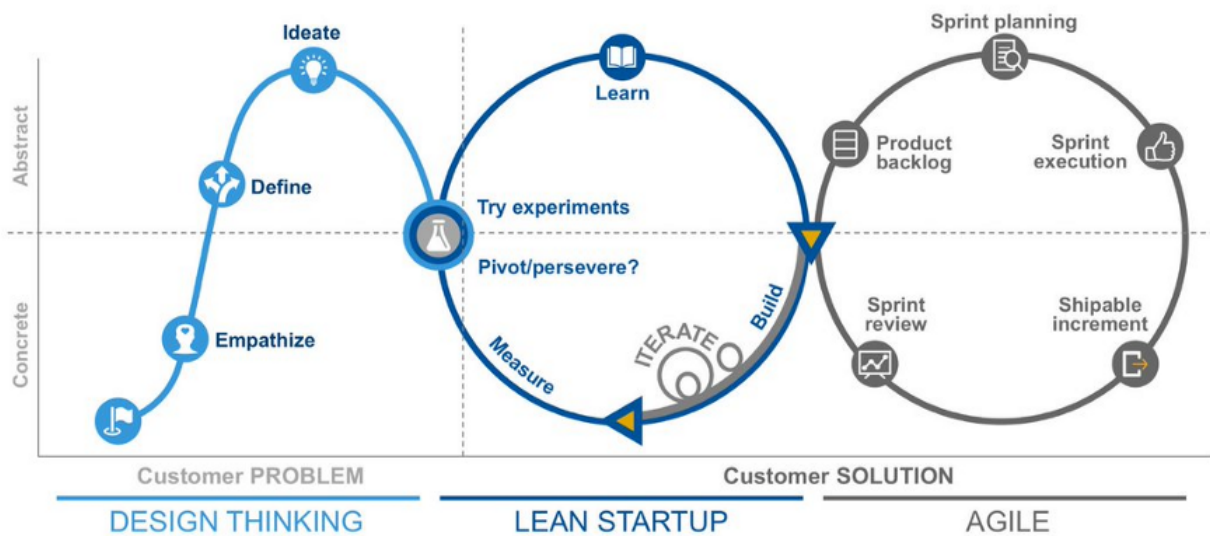 Sprint planning
Ideate
Learn
Product
backlog
Sprint
execution
Define
Abstract
Try experiments
Pivot/persevere?
Concrete
Empathize
Measure
ITERATE
Build
Sprint
review
Shipable
increment
Customer PROBLEM
Customer SOLUTION
DESIGN THINKING
LEAN STARTUP
AGILE